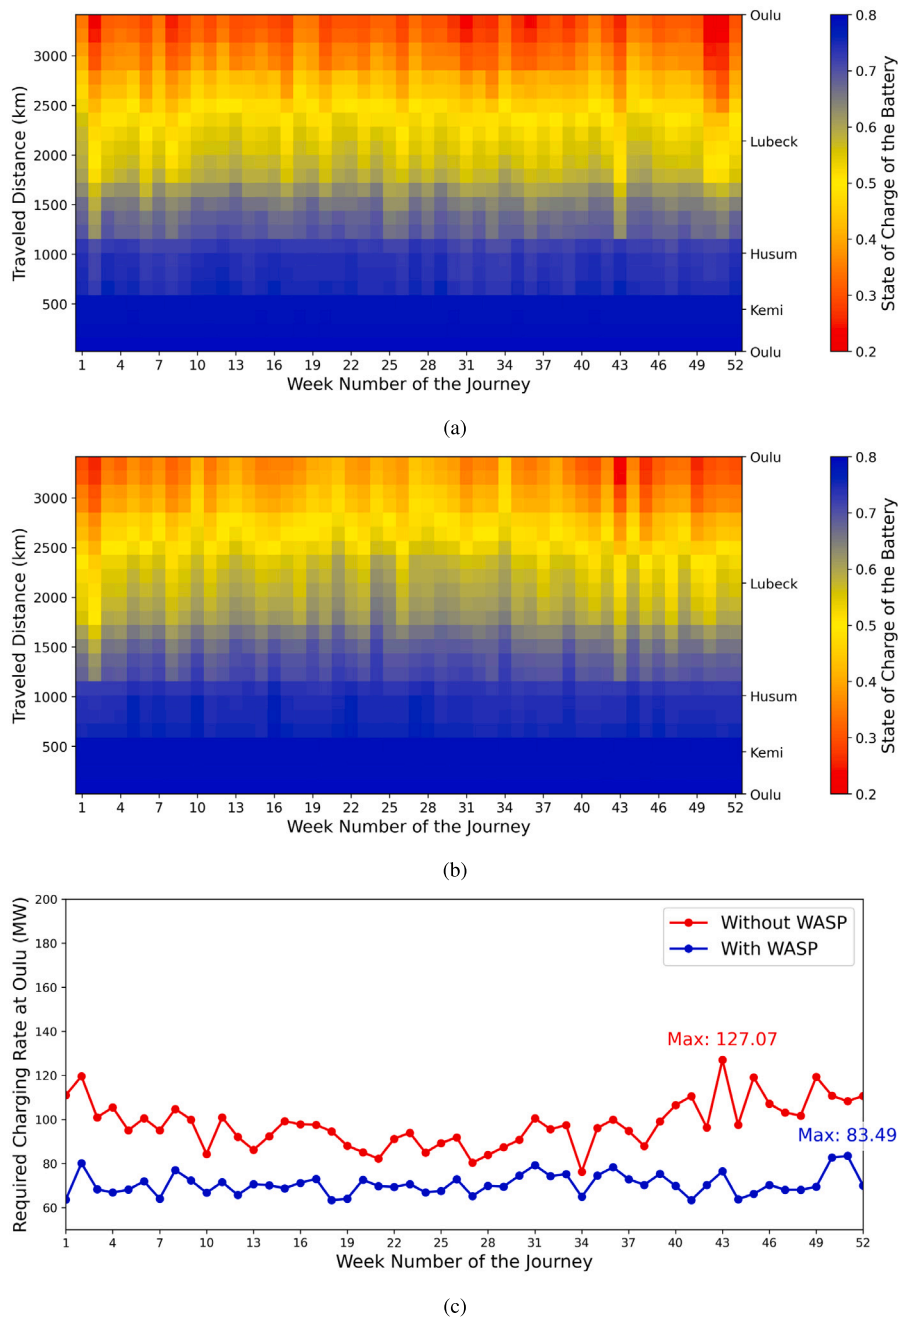 Oulu
0.8
3000
0.7
2500
0.6
Lubeck
2000
0.5
1500
0.4
Husum
1000
0.3
Kemi
500
Oulu
0.2
Traveled Distance (km)
State of Charge of the Battery
1 4 7 10 13 16 19 22 25 28 31 34 37 40 43 46 49 52
Week Number of the Journey
(a)
Oulu
0.8
3000
0.7
2500
0.6
Lubeck
2000
0.5
1500
0.4
Husum
1000
0.3
Kemi
500
Oulu
0.2
Traveled Distance (km)
State of Charge of the Battery
1 4 7 10 13 16 19 22 25 28 31 34 37 40 43 46 49 52
Week Number of the Journey
(b)
200
Without WASP
With WASP
180
160
140
Max: 127.07
120
100
Max: 83.49
80
60
Required Charging Rate at Oulu (MW)
1 4 7 10 13 16 19 22 25 28 31 34 37 40 43 46 49 52
Week Number of the Journey
(c)